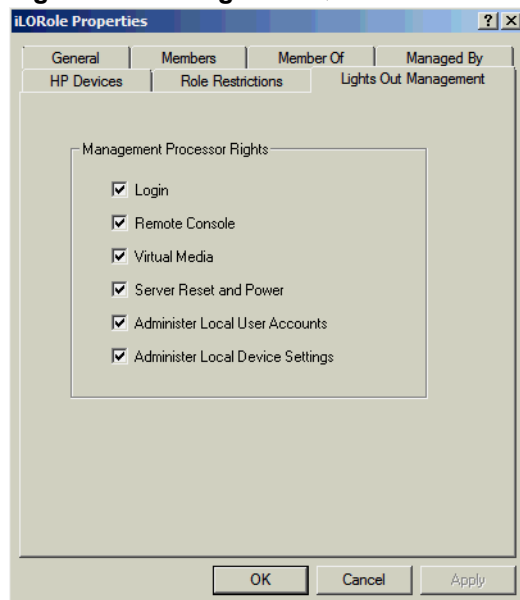 iLORole Properties
General Members Member Of Managed By
HP Devices Role Restrictions Lights Out Management
Management Processor Rights
Login
Remote Console
Virtual Media
Server Reset and Power
Administer Local User Accounts
Administer Local Device Settings
OK Cancel Apply